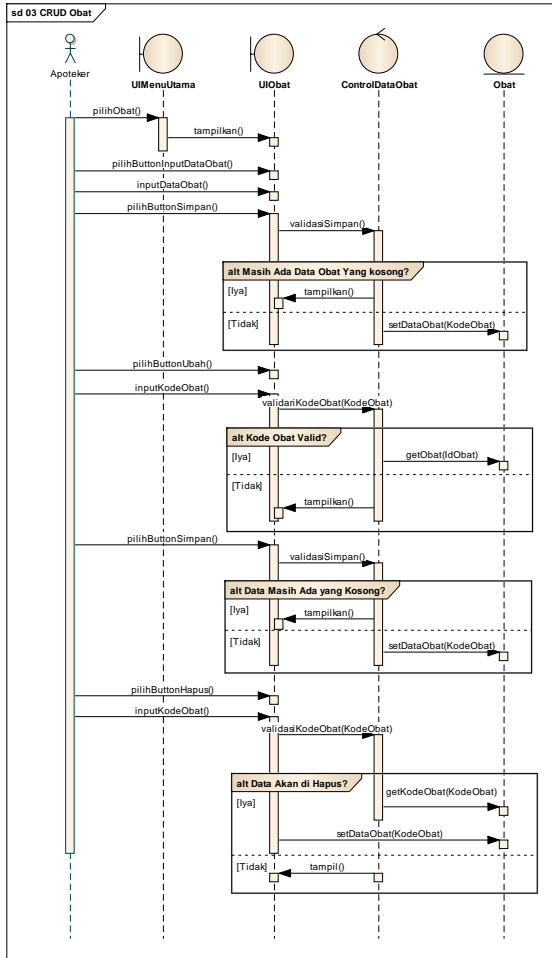 sd 03 CRUD Obat
Apoteker
UIMenuUtama
UIObat
ControlDataObat
Obat
pilihObat()
tampilkan()
pilihButtonInputDataObat()
inputDataObat()
pilihButtonSimpan()
validasiSimpan()
alt Masih Ada Data Obat Yang kosong?
[Iya]
tampilkan()
[Tidak]
setDataObat(KodeObat)
pilihButtonUbah()
inputKodeObat()
validariKodeObat(KodeObat)
alt Kode Obat Valid?
[Iya]
getObat(IdObat)
[Tidak]
tampilkan()
pilihButtonSimpan()
validasiSimpan()
alt Data Masih Ada yang Kosong?
[Iya]
tampilkan()
[Tidak]
setDataObat(KodeObat)
pilihButtonHapus()
inputKodeObat()
validasiKodeObat(KodeObat)
alt Data Akan di Hapus?
getKodeObat(KodeObat)
[Iya]
setDataObat(KodeObat)
[Tidak]
tampil()